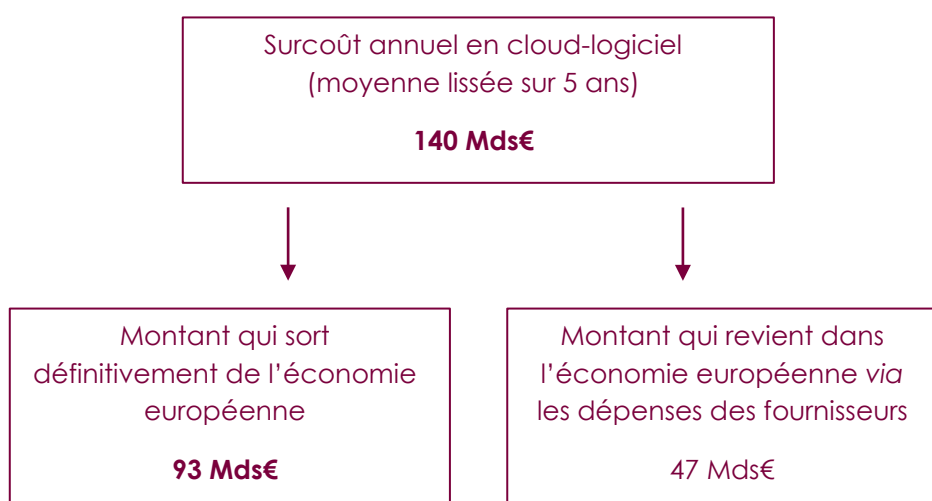 Surcoût annuel en cloud-logiciel
(moyenne lissée sur 5 ans)
140 Mds€
Montant qui sort
définitivement de l’économie
européenne
93 Mds€
Montant qui revient dans
l’économie européenne via
les dépenses des fournisseurs
47 Mds€